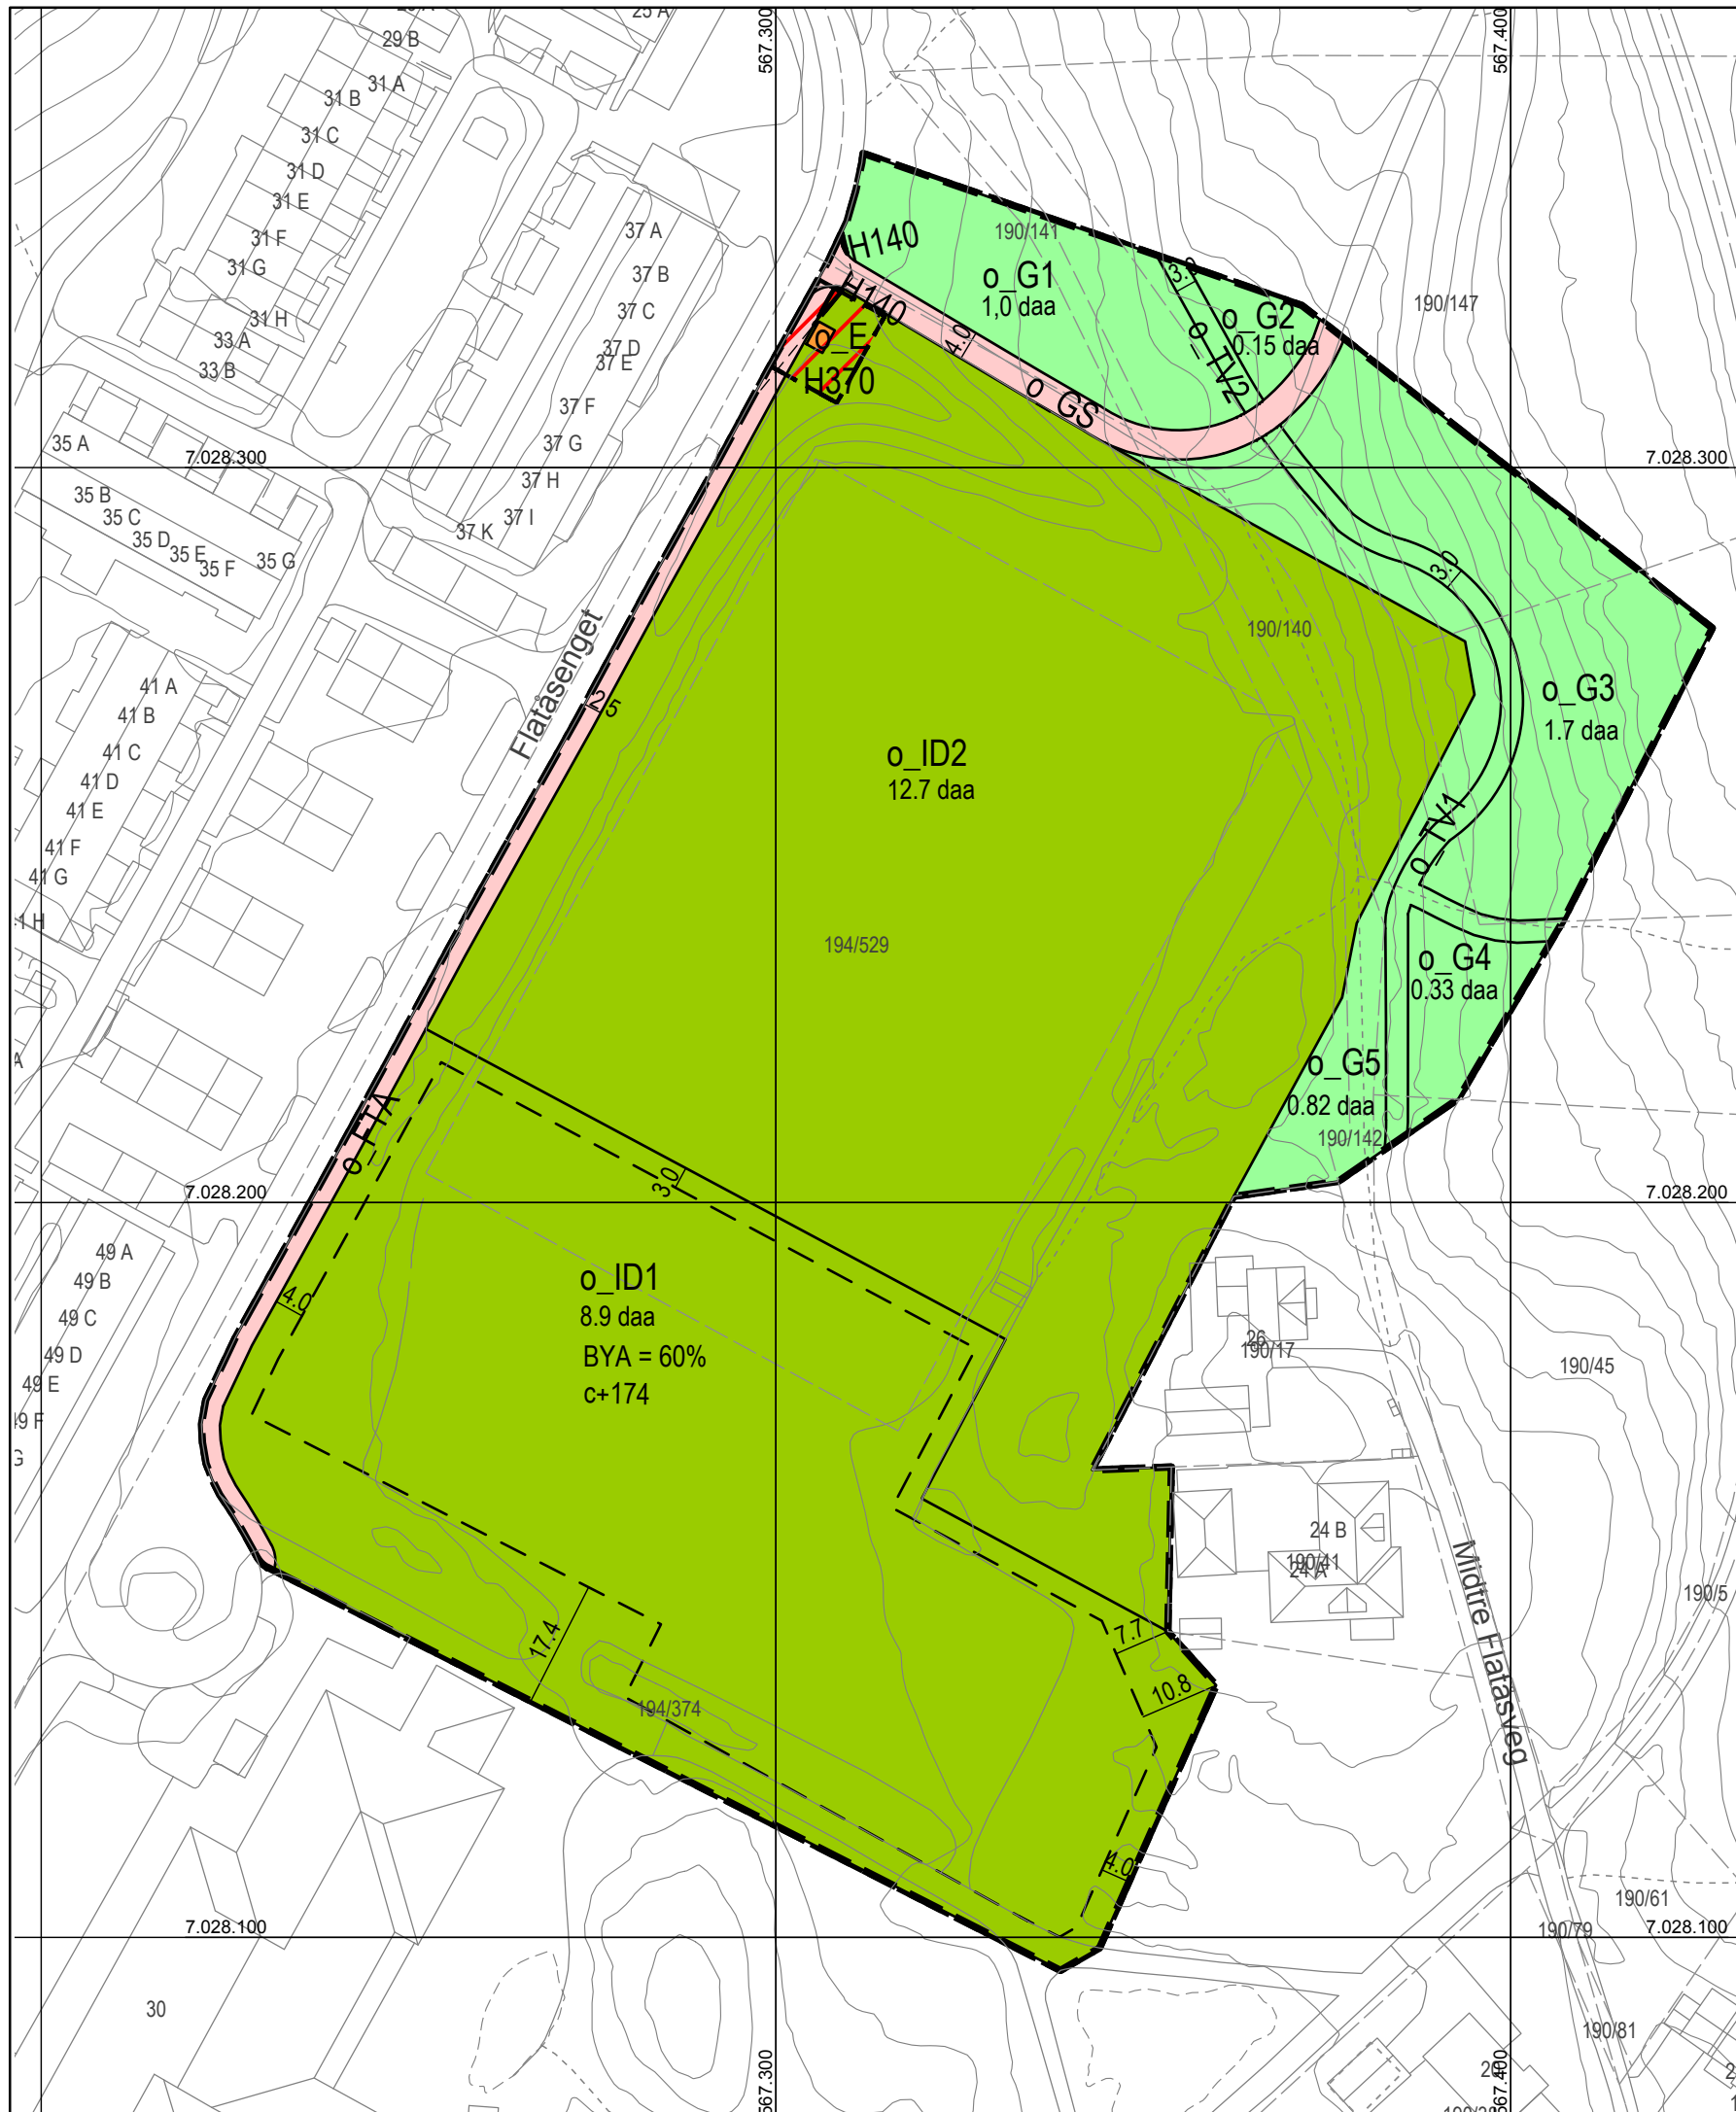 25 A
29 B
567.300
567.400
31 A
31 B
31 C
31 D
31 E
31 F
31 G
31 H
33 A
33 B
37 A
37 B
37 C
37 D
37 E
37 F
37 G
37 H
37 I
37 K
H140
190/141
o_G1
1,0 daa
3.0
o_G2
0.15 daa
190/147
H140
o_E
H370
4.0
o_TV2
o_GS
35 A
35 B
35 C
35 D
35 E
35 F
35 G
7.028.300
7.028.300
3.0
190/140
Flatåsenget
2.5
41 A
41 B
41 C
41 D
41 E
41 F
41 G
o_G3
1.7 daa
o_ID2
12.7 daa
o_TV1
194/529
o_G4
0.33 daa
o_G5
0.82 daa
190/142
o_FTA
3.0
7.028.200
7.028.200
49 A
49 B
49 C
49 D
49 E
o_ID1
8.9 daa
BYA = 60%
c+174
4.0
26
190/17
190/45
24 B
190/41
24 A
Midtre Flatåsveg
190/5
17.4
7.7
10.8
194/374
4.0
190/61
190/79
7.028.100
7.028.100
30
190/81
567.300
567.400